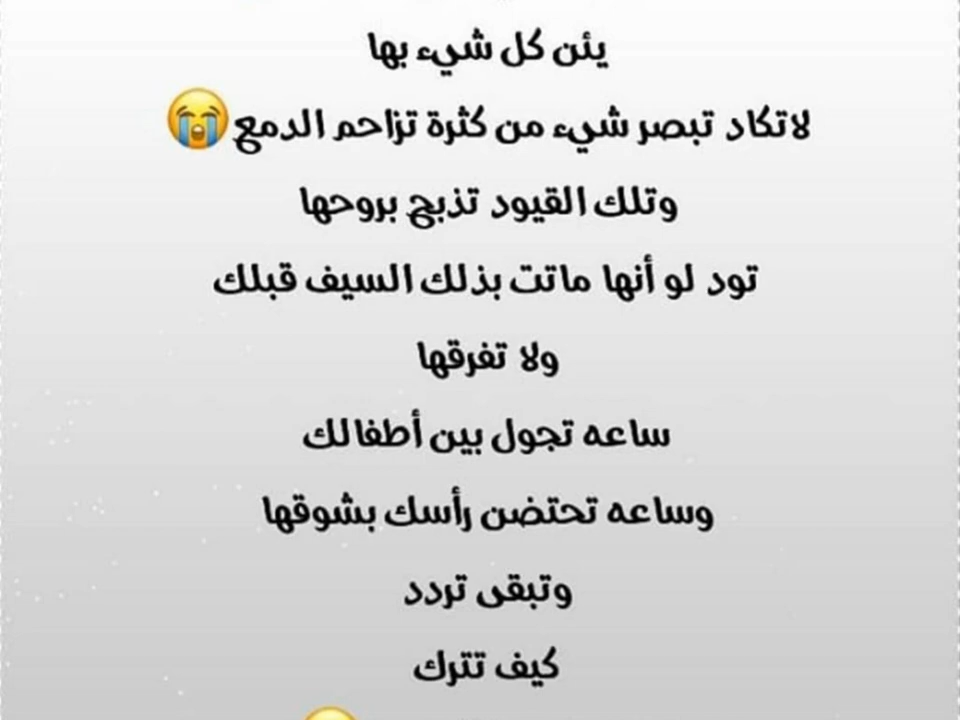 يئن كل شيء بها
لاتكاد تبصر شيء من كثرة تزاحم الدمع😭
وتلك القيود تذبح بروحها
تود لو أنها ماتت بذلك السيف قبلك
ولا تفرقها
ساعه تجول بين أطفالك
وساعه تحتضن رأسك بشوقها
وتبقى تردد
كيف تترك